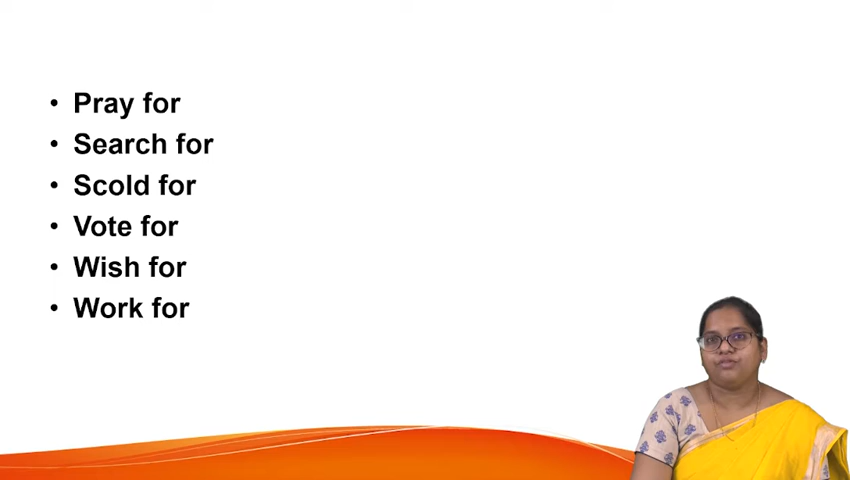 • Pray for
• Search for
• Scold for
• Vote for
• Wish for
• Work for